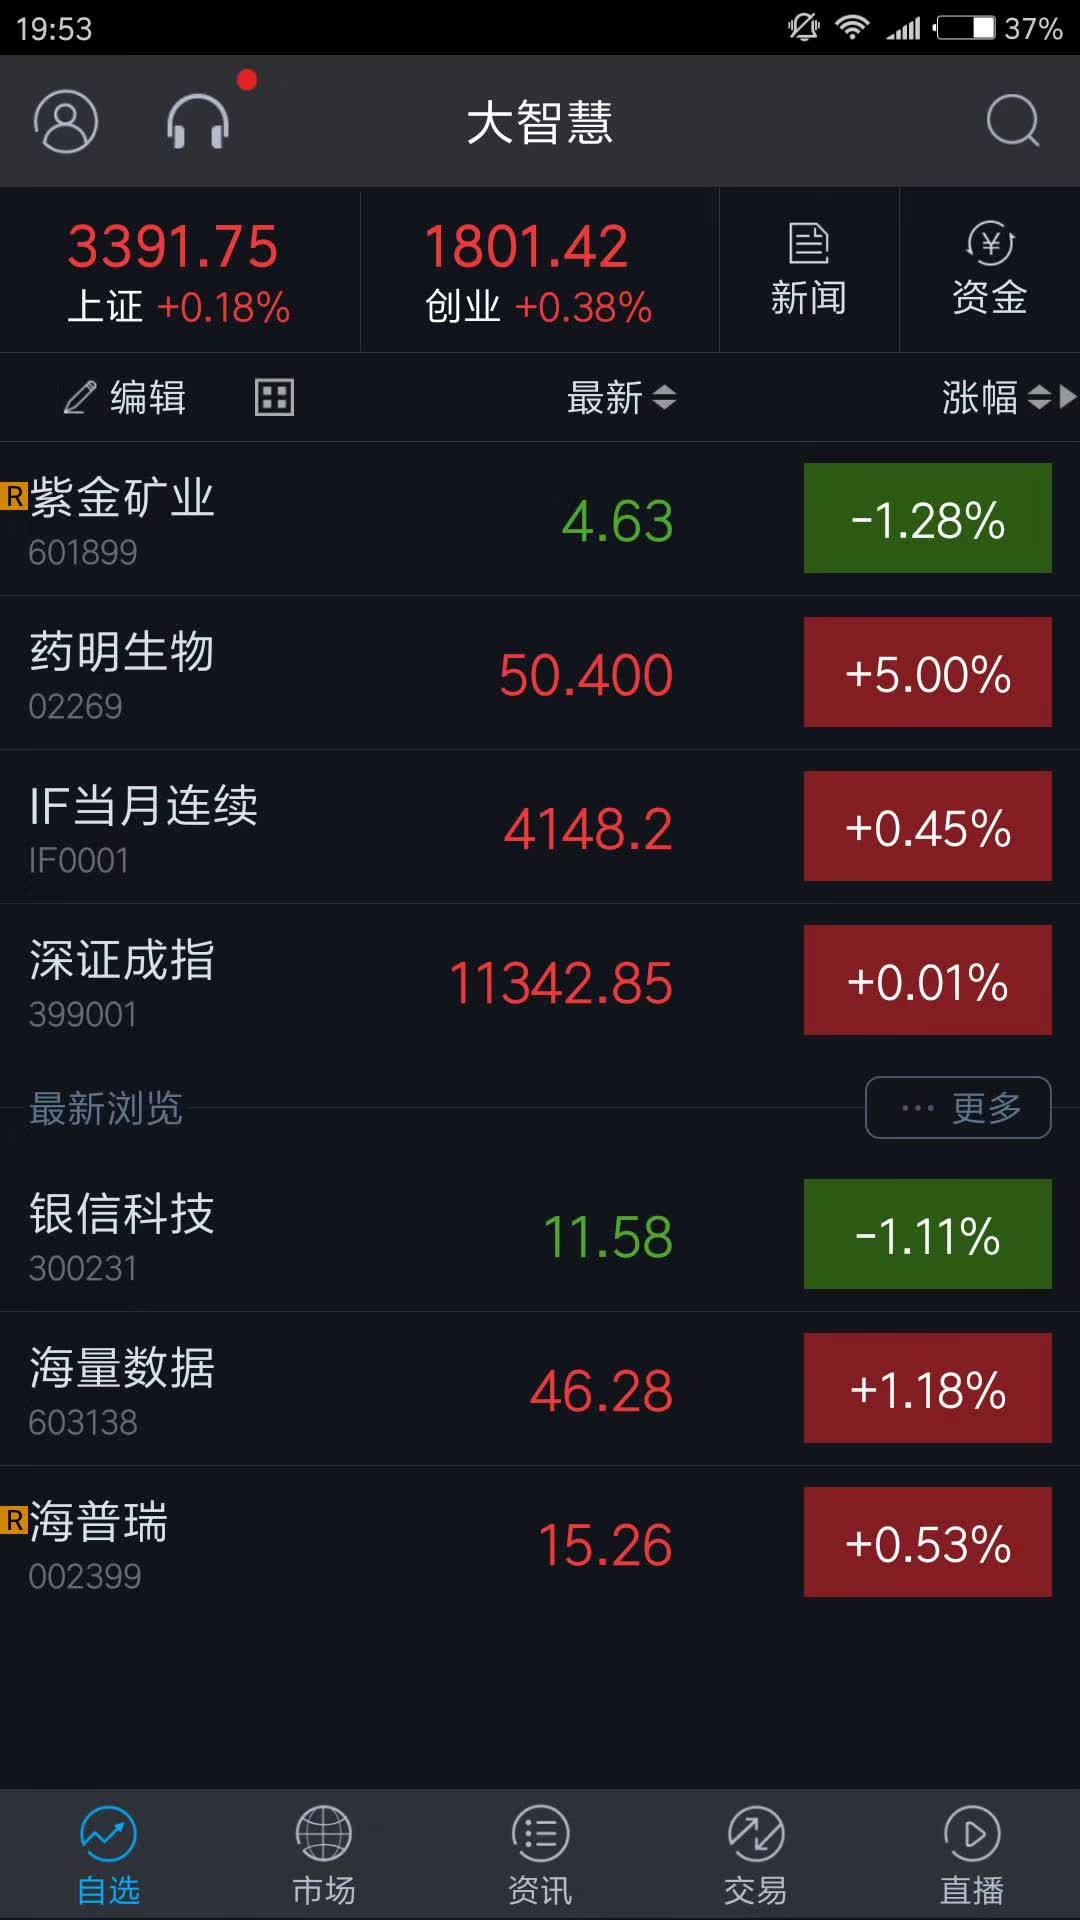 19:53 37%
大智慧
3391.75 1801.42
上证 +0.18% 创业 +0.38% 新闻 资金
编辑 最新 涨幅
R 紫金矿业 4.63 -1.28%
601899
药明生物 50.400 +5.00%
02269
IF当月连续 4148.2 +0.45%
IF0001
深证成指 11342.85 +0.01%
399001
最新浏览 ··· 更多
银信科技 11.58 -1.11%
300231
海量数据 46.28 +1.18%
603138
R 海普瑞 15.26 +0.53%
002399
自选 市场 资讯 交易 直播